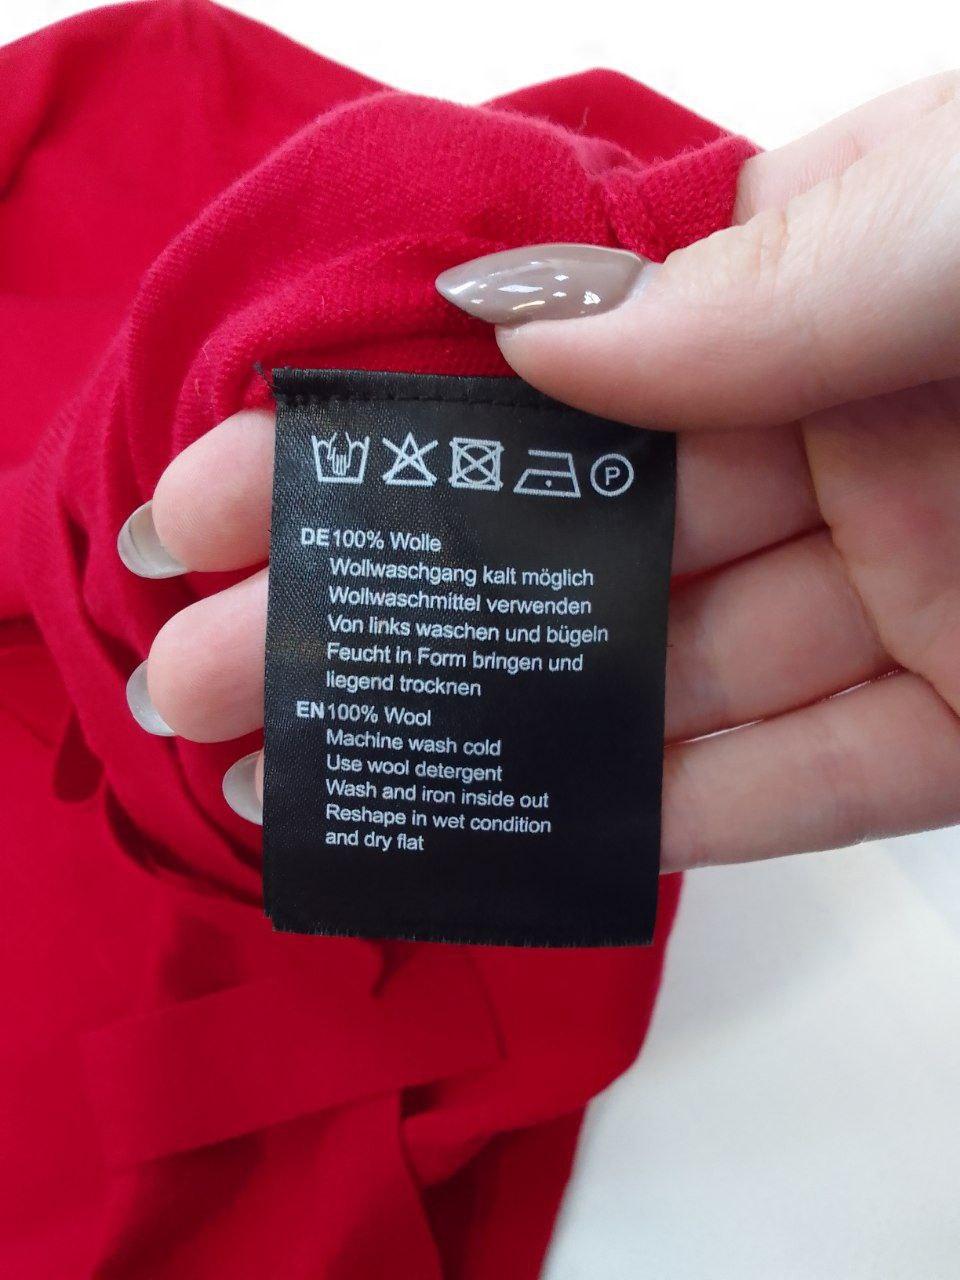 P
DE 100% Wolle
Wollwaschgang kalt möglich
Wollwaschmittel verwenden
Von links waschen und bügeln
Feucht in Form bringen und
liegend trocknen
EN 100% Wool
Machine wash cold
Use wool detergent
Wash and iron inside out
Reshape in wet condition
and dry flat